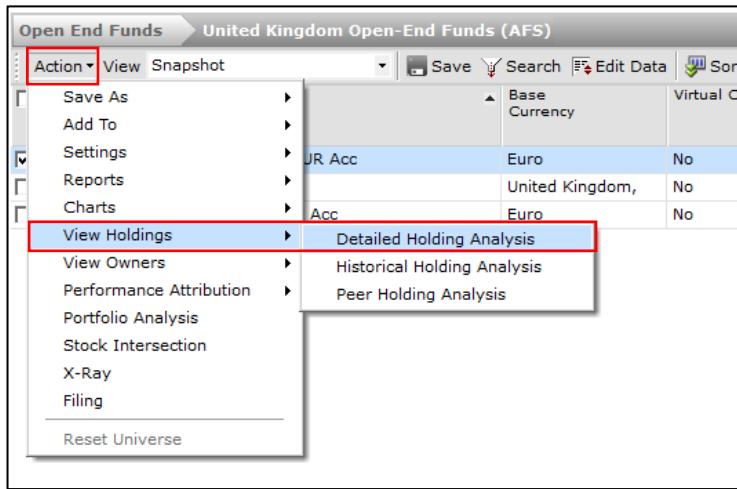 Open End Funds United Kingdom Open-End Funds (AFS)
Action View Snapshot Save Search Edit Data Sor
Base Currency Virtual C
Save As
Add To
Settings UR Acc Euro No
Reports United Kingdom, No
Charts Acc Euro No
View Holdings Detailed Holding Analysis
View Owners Historical Holding Analysis
Performance Attribution Peer Holding Analysis
Portfolio Analysis
Stock Intersection
X-Ray
Filing
Reset Universe